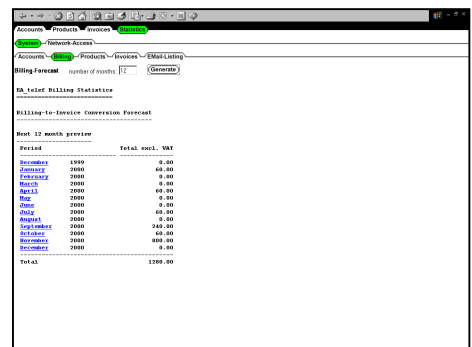 Accounts Products Invoices Statistics
System Network-Access
Accounts Billing Products Invoices EMail-Listing
Billing-Forecast number of months: 12 Generate
EA_telef Billing Statistics
Billing-to-Invoice Conversion Forecast
Next 12 month preview
Period Total excl. VAT
December 1999 0.00
January 2000 60.00
February 2000 0.00
March 2000 0.00
April 2000 60.00
May 2000 0.00
June 2000 0.00
July 2000 60.00
August 2000 0.00
September 2000 240.00
October 2000 60.00
November 2000 800.00
December 2000 0.00
Total 1280.00